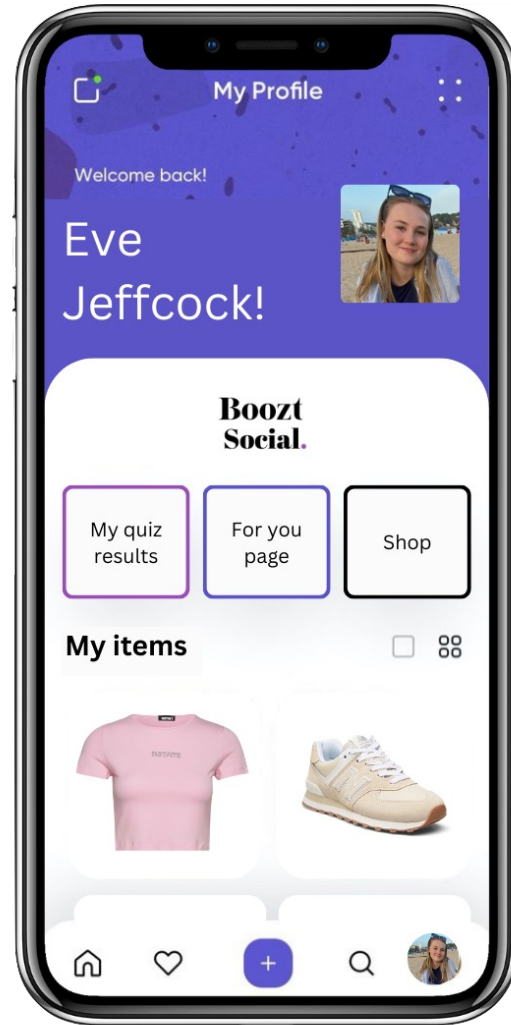 My Profile
Welcome back!
Eve
Jeffcock!
Boozt
Social.
My quiz
results
For you
page
Shop
My items